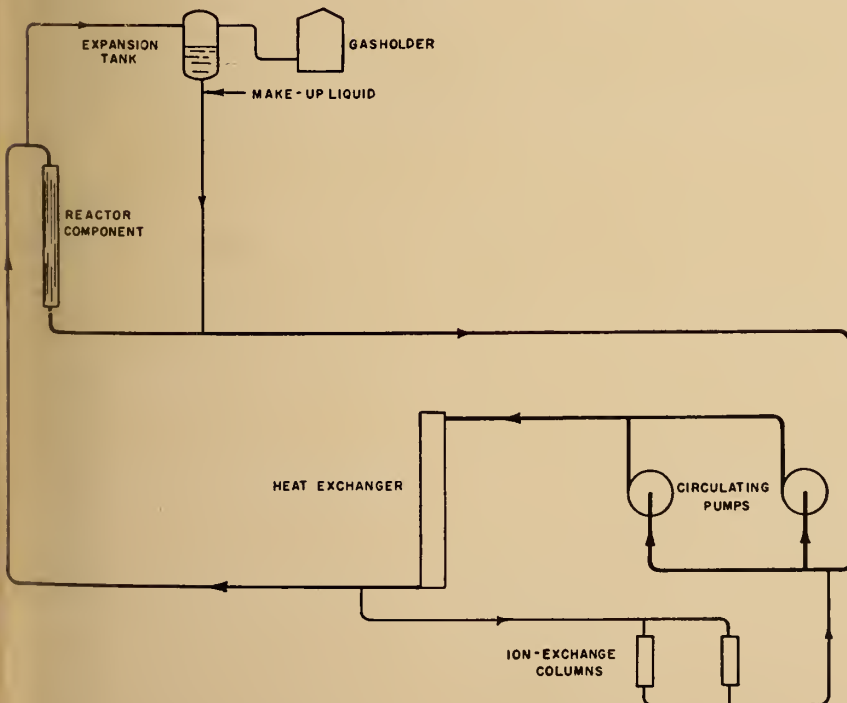 EXPANSION
TANK
GASHOLDER
MAKE-UP LIQUID
REACTOR
COMPONENT
HEAT EXCHANGER
CIRCULATING
PUMPS
ION-EXCHANGE
COLUMNS